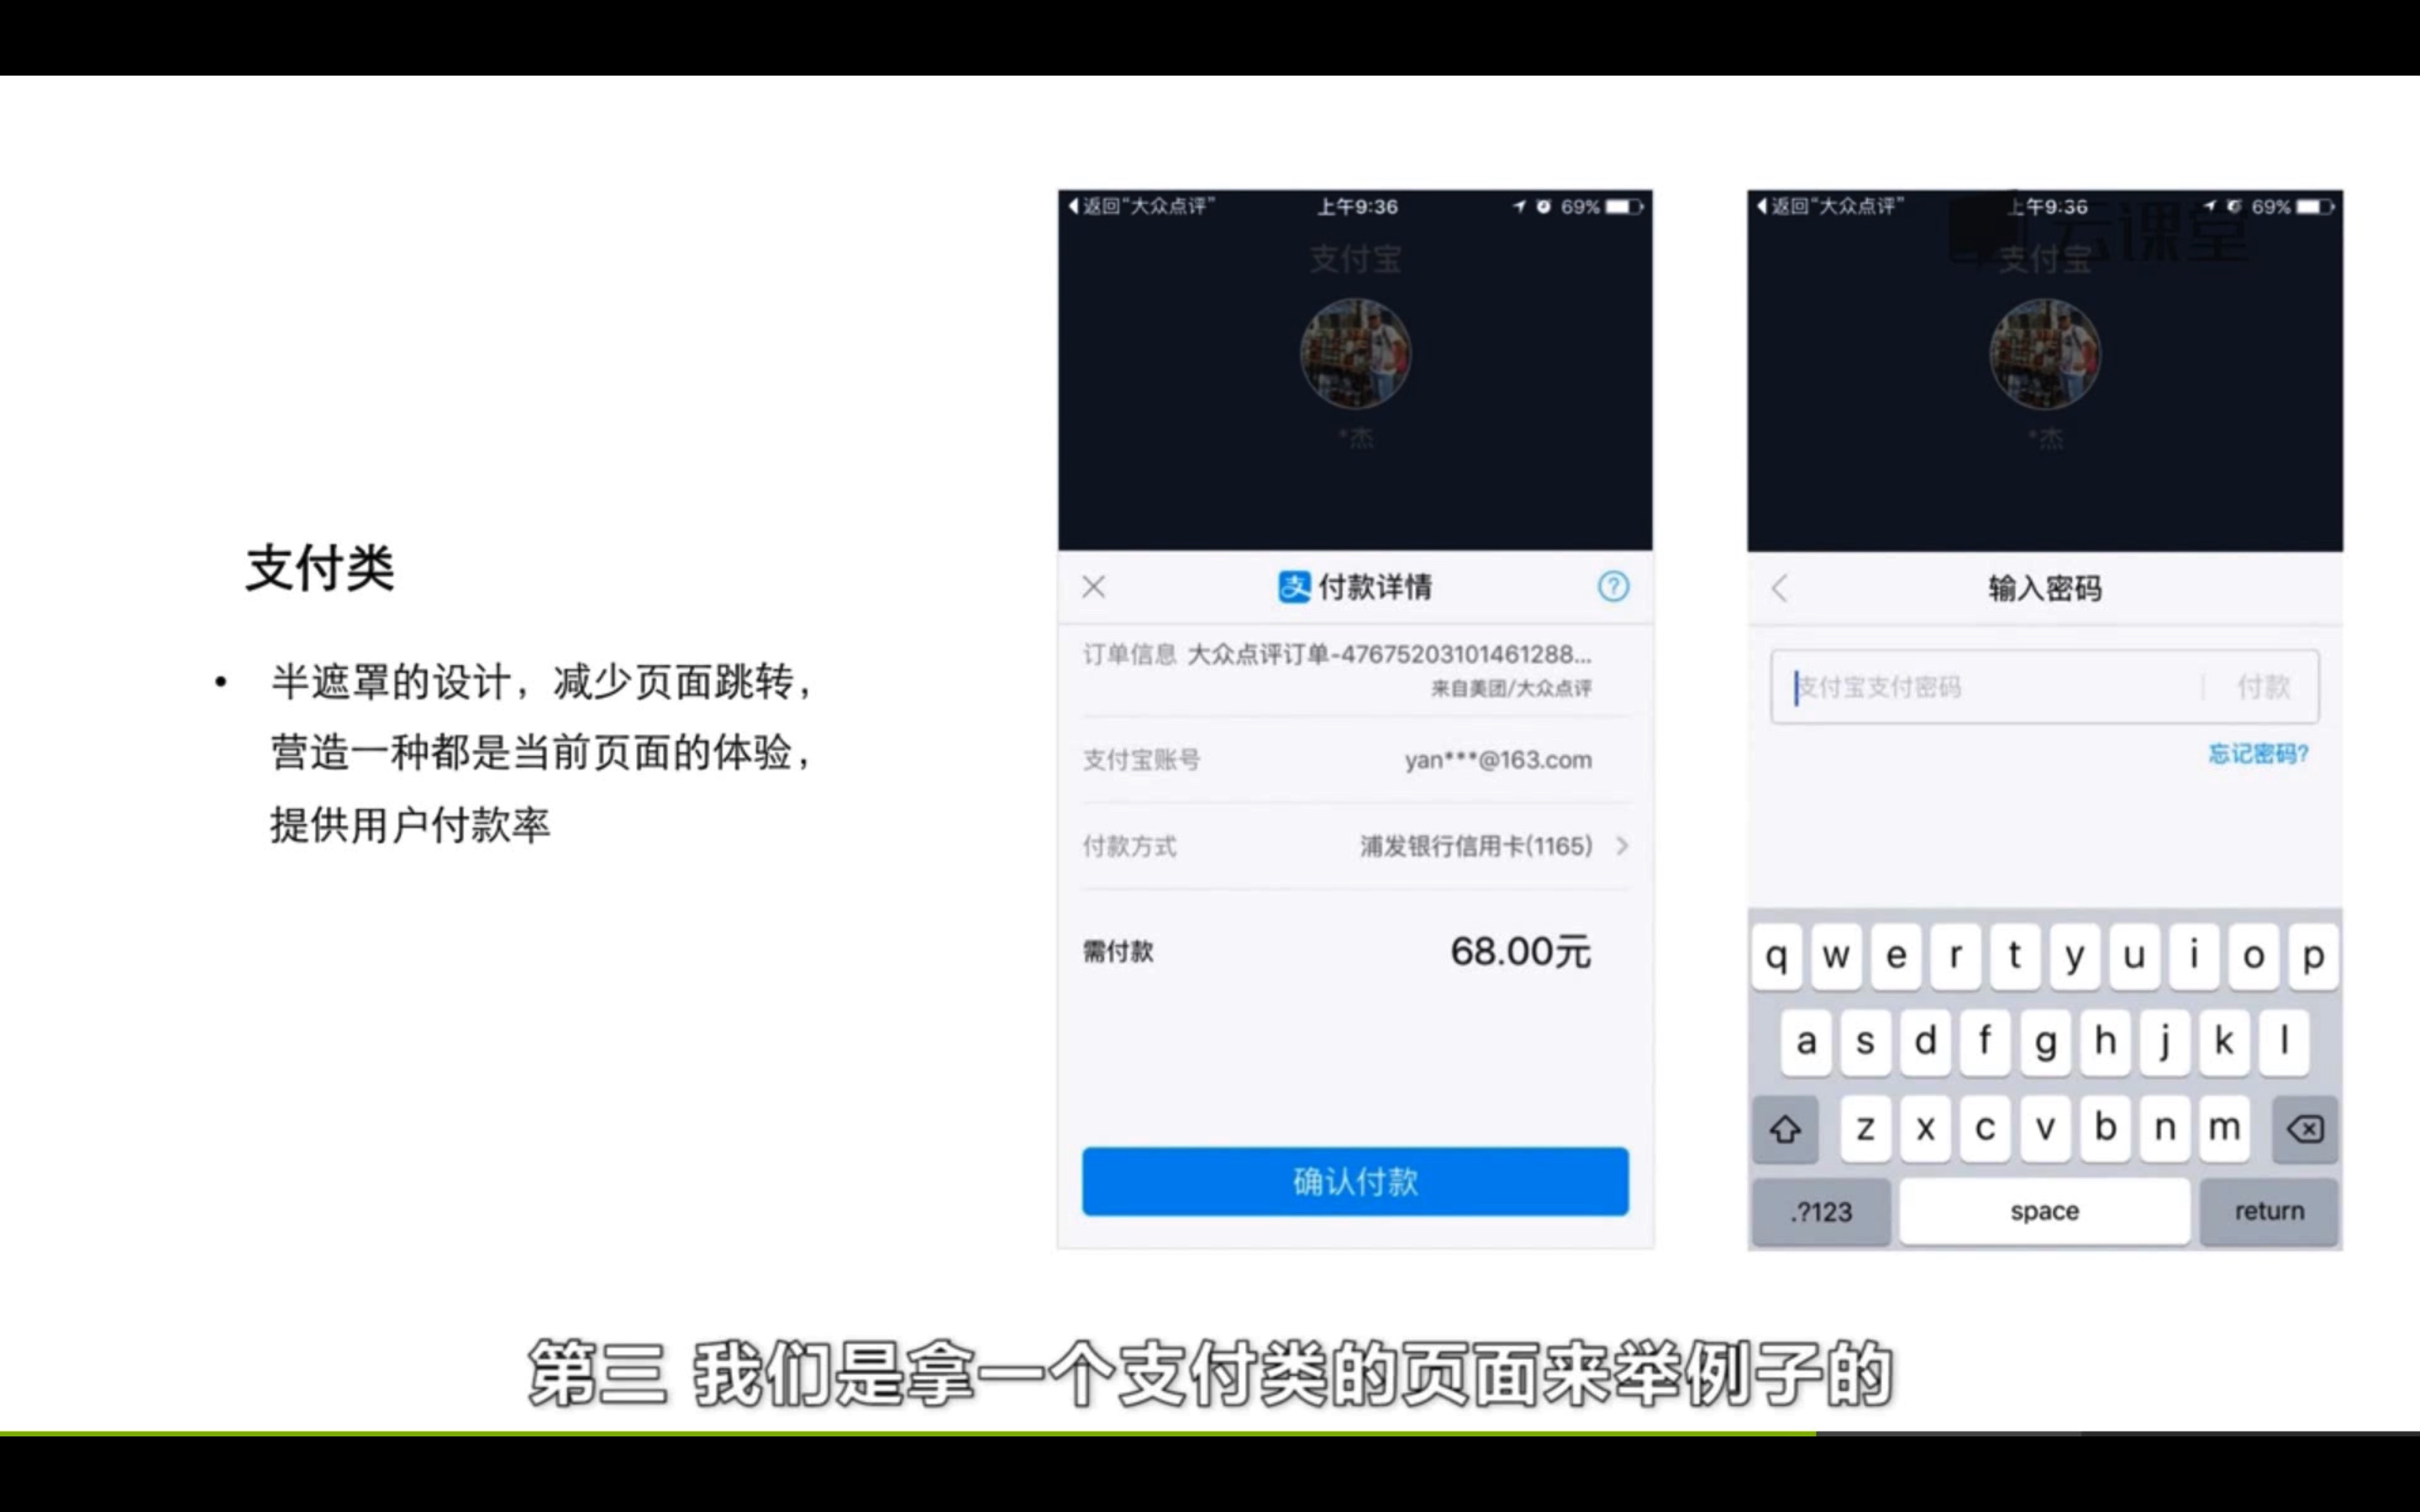 支付类
• 半遮罩的设计，减少页面跳转，
营造一种都是当前页面的体验，
提供用户付款率
返回“大众点评” 上午9:36 69%
支付宝
*杰
支 付款详情 ?
订单信息 大众点评订单-47675203101461288...
来自美团/大众点评
支付宝账号 yan***@163.com
付款方式 浦发银行信用卡(1165)
需付款 68.00元
确认付款
返回“大众点评” 上午9:36 69%
云课堂
支付宝
*杰
输入密码
支付宝支付密码 付款
忘记密码?
q w e r t y u i o p
a s d f g h j k l
z x c v b n m
.?123 space return
第三 我们是拿一个支付类的页面来举例子的